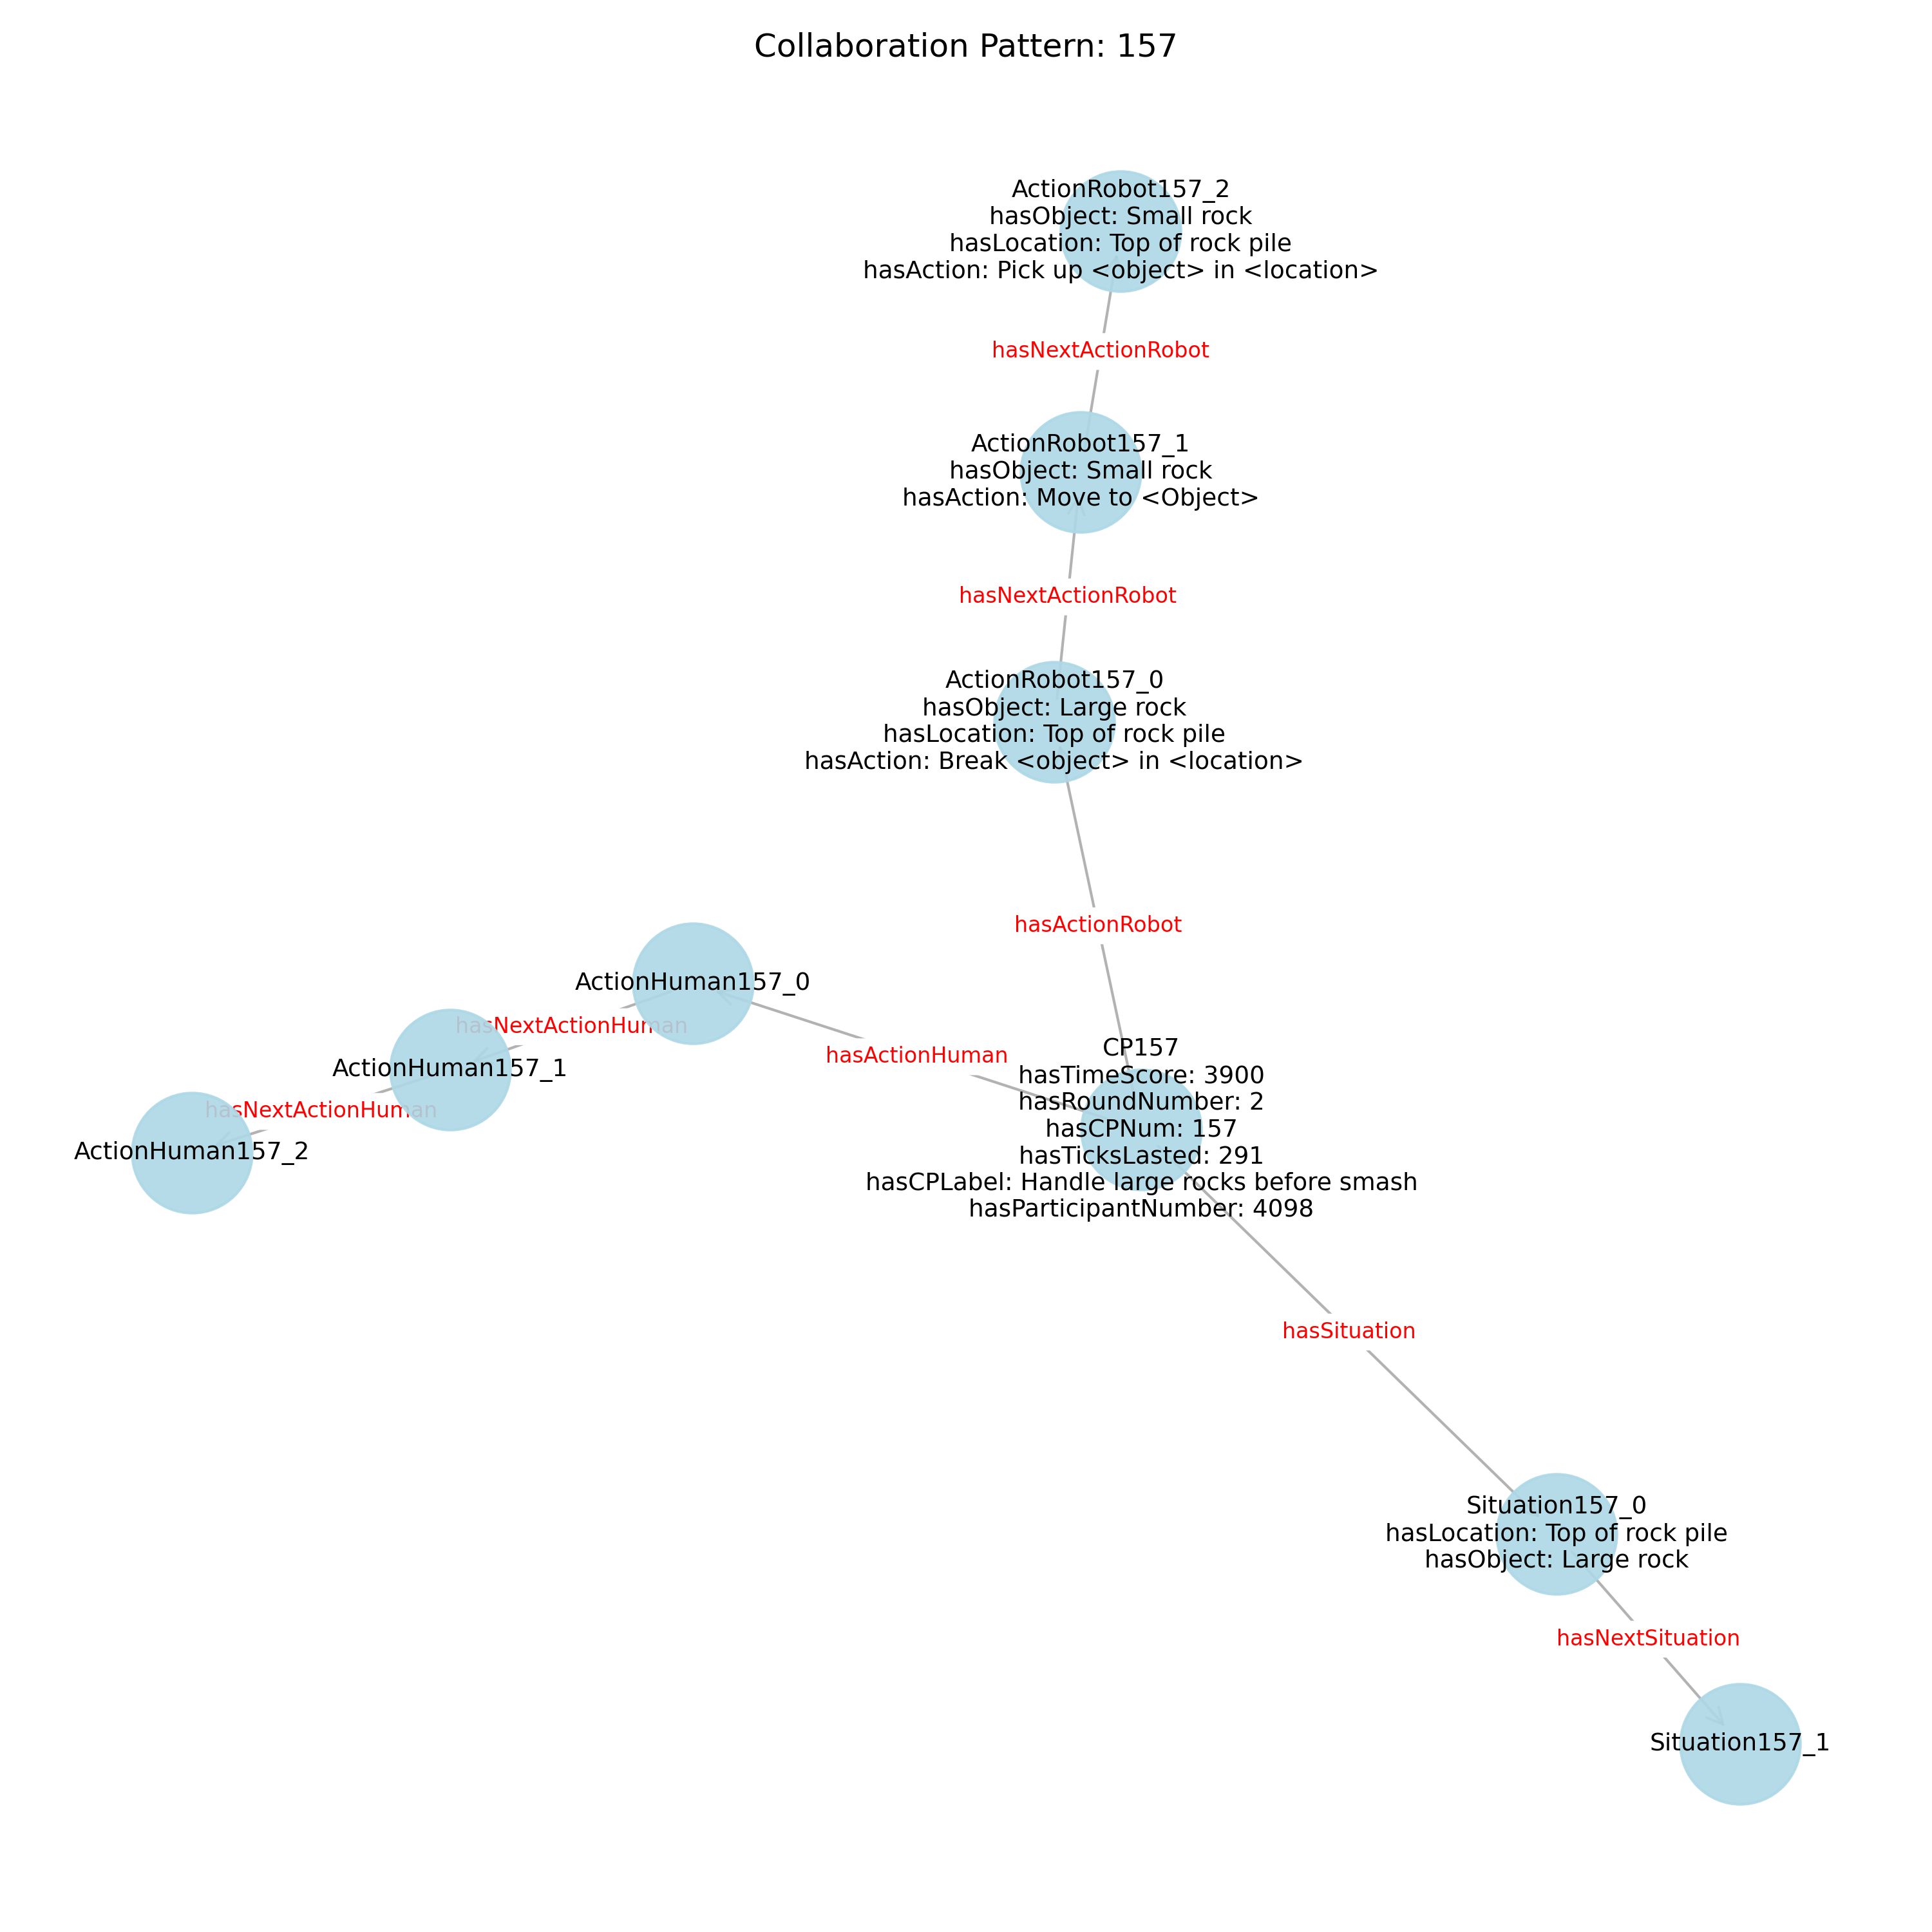 Collaboration Pattern: 157
ActionRobot157_2
hasObject: Small rock
hasLocation: Top of rock pile
hasAction: Pick up <object> in <location>
hasNextActionRobot
ActionRobot157_1
hasObject: Small rock
hasAction: Move to <Object>
hasNextActionRobot
ActionRobot157_0
hasObject: Large rock
hasLocation: Top of rock pile
hasAction: Break <object> in <location>
hasActionRobot
ActionHuman157_0
hasNextActionHuman
hasActionHuman
ActionHuman157_1
hasNextActionHuman
ActionHuman157_2
CP157
hasTimeScore: 3900
hasRoundNumber: 2
hasCPNum: 157
hasTicksLasted: 291
hasCPLabel: Handle large rocks before smash
hasParticipantNumber: 4098
hasSituation
Situation157_0
hasLocation: Top of rock pile
hasObject: Large rock
hasNextSituation
Situation157_1